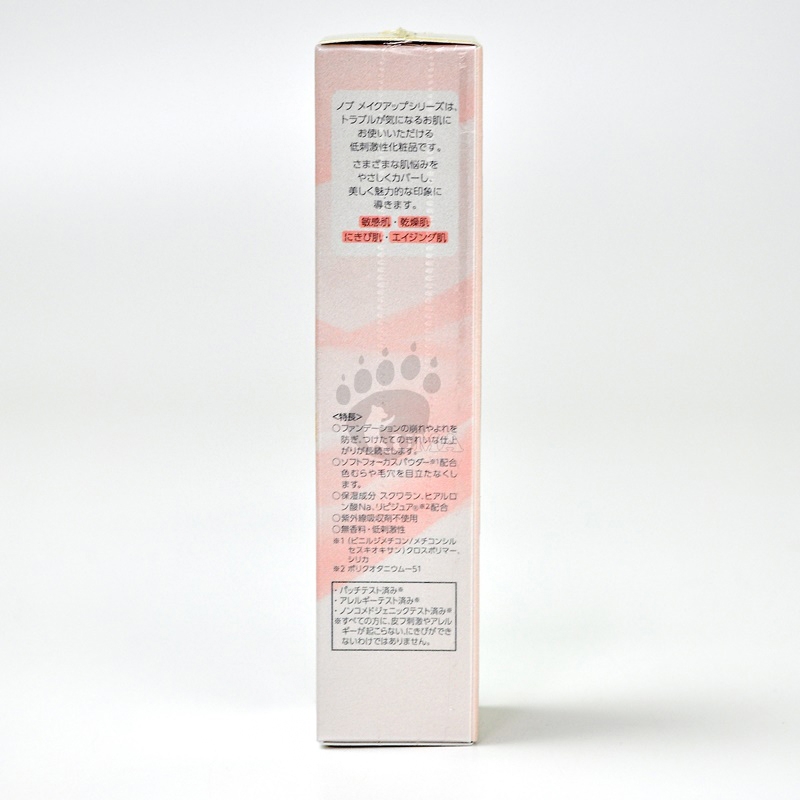 ノブ メイクアップシリーズは、
トラブルが気になるお肌に
お使いいただける
低刺激性化粧品です。
さまざまな肌悩みを
やさしくカバーし、
美しく魅力的な印象に
導きます。
敏感肌・乾燥肌
にきび肌・エイジング肌
<特長>
○ファンデーションの崩れやよれを
防ぎ、つけたてのきれいな仕上
がりが長続きします。
○ソフトフォーカスパウダー※1配合
色むらや毛穴を目立たなくし
ます。
○保湿成分 スクワラン、ヒアルロ
ン酸Na、リピジュア®※2配合
○紫外線吸収剤不使用
○無香料・低刺激性
※1 (ビニルジメチコン/メチコンシル
セスキオキサン)クロスポリマー、
シリカ
※2 ポリクオタニウム-51
・パッチテスト済み※
・アレルギーテスト済み※
・ノンコメドジェニックテスト済み※
※すべての方に、皮フ刺激やアレル
ギーが起こらない、にきびができ
ないわけではありません。